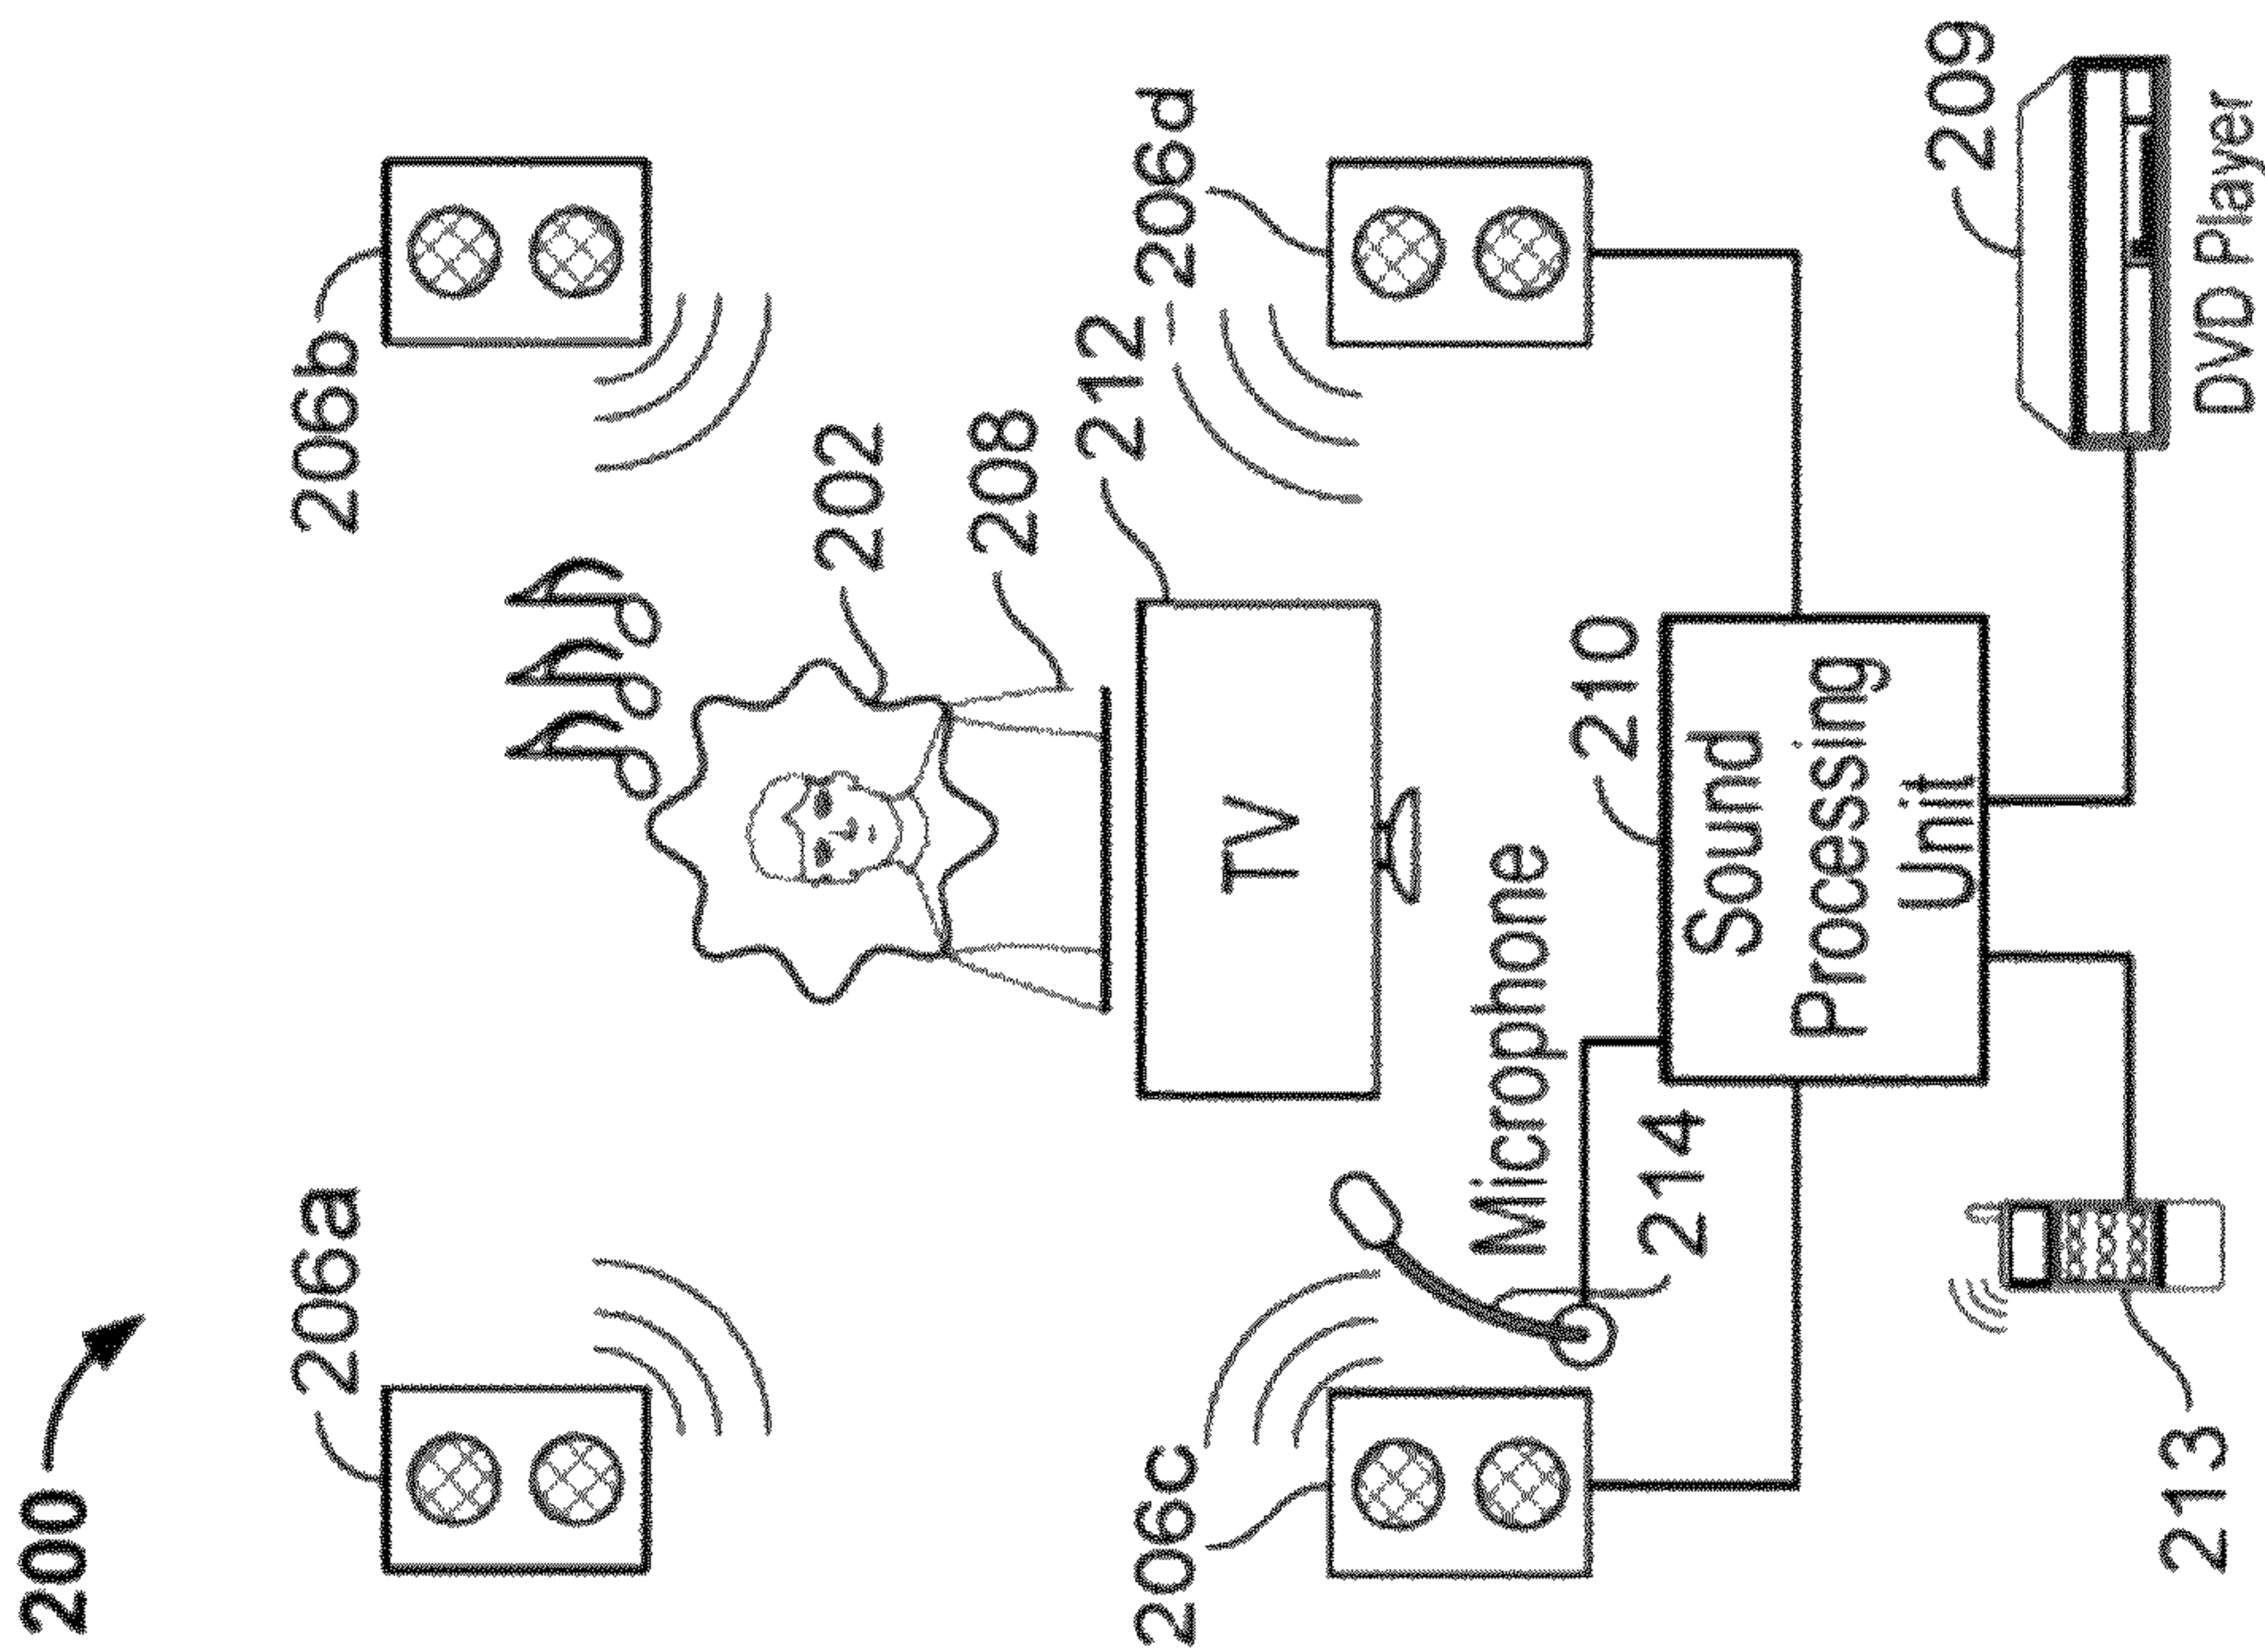 200
206a
206b
202
208
212
TV
206c
206d
Microphone
214
210
Sound
Processing
Unit
209
DVD Player
213